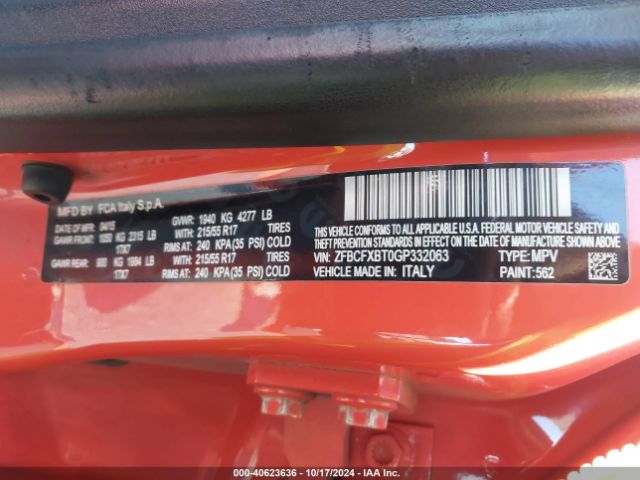 MFD BY FCA Italy S.p.A.
DATE OF MFR: 04/15 GVWR: 1940 KG 4277 LB
GAWR FRONT: 1050 KG 2315 LB WITH: 215/55 R17 TIRES
17X7 RIMS AT: 240 KPA(35 PSI) COLD
GAWR REAR: 900 KG 1984 LB WITH: 215/55 R17 TIRES
17X7 RIMS AT: 240 KPA(35 PSI) COLD
THIS VEHICLE CONFORMS TO ALL APPLICABLE U.S.A. FEDERAL MOTOR
VEHICLE SAFETY, BUMPER, AND THEFT PREVENTION STANDARDS
IN EFFECT ON THE DATE OF MANUFACTURE SHOWN ABOVE.
VIN: ZFBCFXBT0GP332063 TYPE: MPV
VEHICLE MADE IN: ITALY PAINT: 562
000-40623636 - 10/17/2024 - IAA Inc.